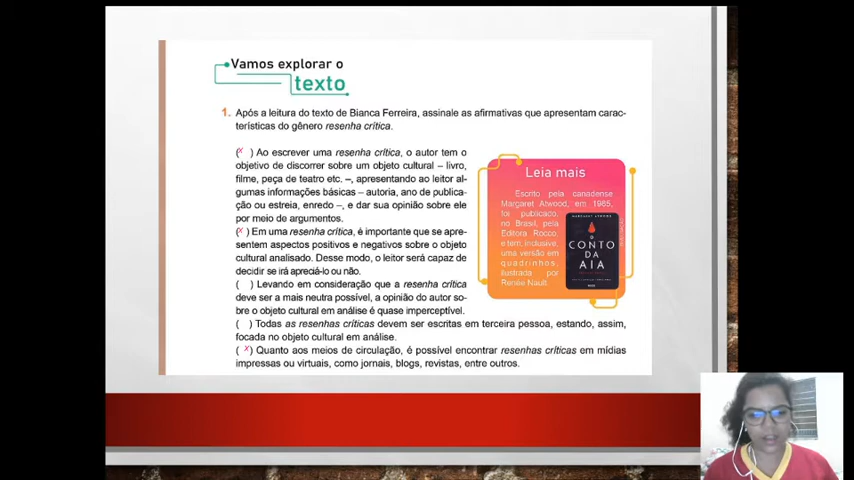 Vamos explorar o
texto
1. Após a leitura do texto de Bianca Ferreira, assinale as afirmativas que apresentam carac-
terísticas do gênero resenha crítica.
(x) Ao escrever uma resenha crítica, o autor tem o
objetivo de discorrer sobre um objeto cultural – livro,
filme, peça de teatro etc. –, apresentando ao leitor al-
gumas informações básicas – autoria, ano de publica-
ção ou estreia, enredo –, e dar sua opinião sobre ele
por meio de argumentos.
(x) Em uma resenha crítica, é importante que se apre-
sentem aspectos positivos e negativos sobre o objeto
cultural analisado. Desse modo, o leitor será capaz de
decidir se irá apreciá-lo ou não.
( ) Levando em consideração que a resenha crítica
deve ser a mais neutra possível, a opinião do autor so-
bre o objeto cultural em análise é quase imperceptível.
( ) Todas as resenhas críticas devem ser escritas em terceira pessoa, estando, assim,
focada no objeto cultural em análise.
(x) Quanto aos meios de circulação, é possível encontrar resenhas críticas em mídias
impressas ou virtuais, como jornais, blogs, revistas, entre outros.
Leia mais
Escrito pela canadense
Margaret Atwood, em 1985,
foi publicado,
no Brasil, pela
Editora Rocco,
e tem, inclusive,
uma versão em
quadrinhos,
ilustrada por
Renée Nault.
MARGARET ATWOOD
O
CONTO
DA
AIA